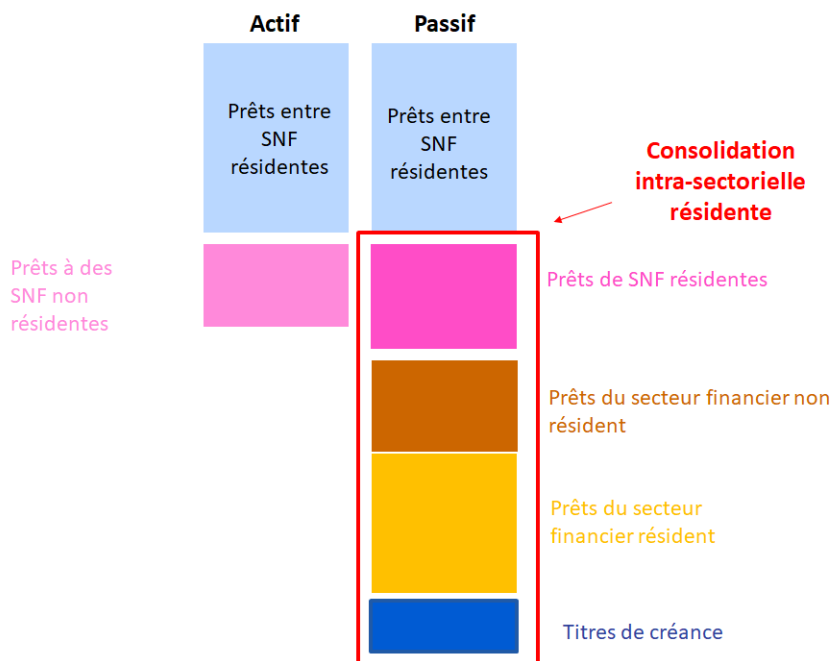 Actif
Passif
Prêts entre
SNF
résidentes
Prêts entre
SNF
résidentes
Consolidation
intra-sectorielle
résidente
Prêts à des
SNF non
résidentes
Prêts de SNF résidentes
Prêts du secteur financier non
résident
Prêts du secteur
financier résident
Titres de créance